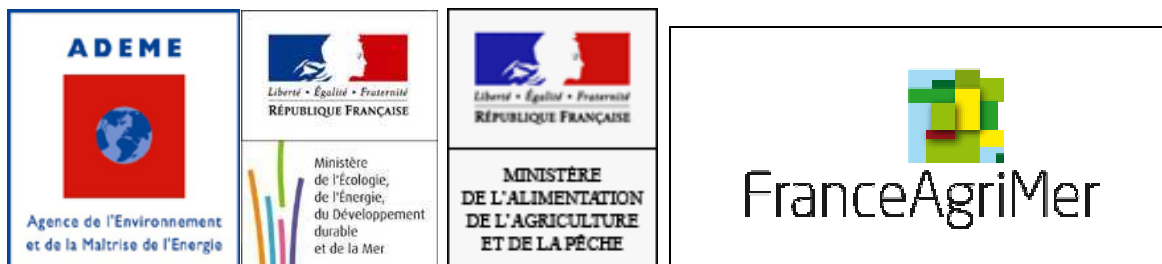 ADEME
Agence de l'Environnement
et de la Maîtrise de l'Energie
Liberté • Égalité • Fraternité
RÉPUBLIQUE FRANÇAISE
Ministère
de l'Écologie,
de l'Énergie,
du Développement
durable
et de la Mer
Liberté • Égalité • Fraternité
RÉPUBLIQUE FRANÇAISE
MINISTÈRE
DE L'ALIMENTATION
DE L'AGRICULTURE
ET DE LA PÊCHE
FranceAgriMer